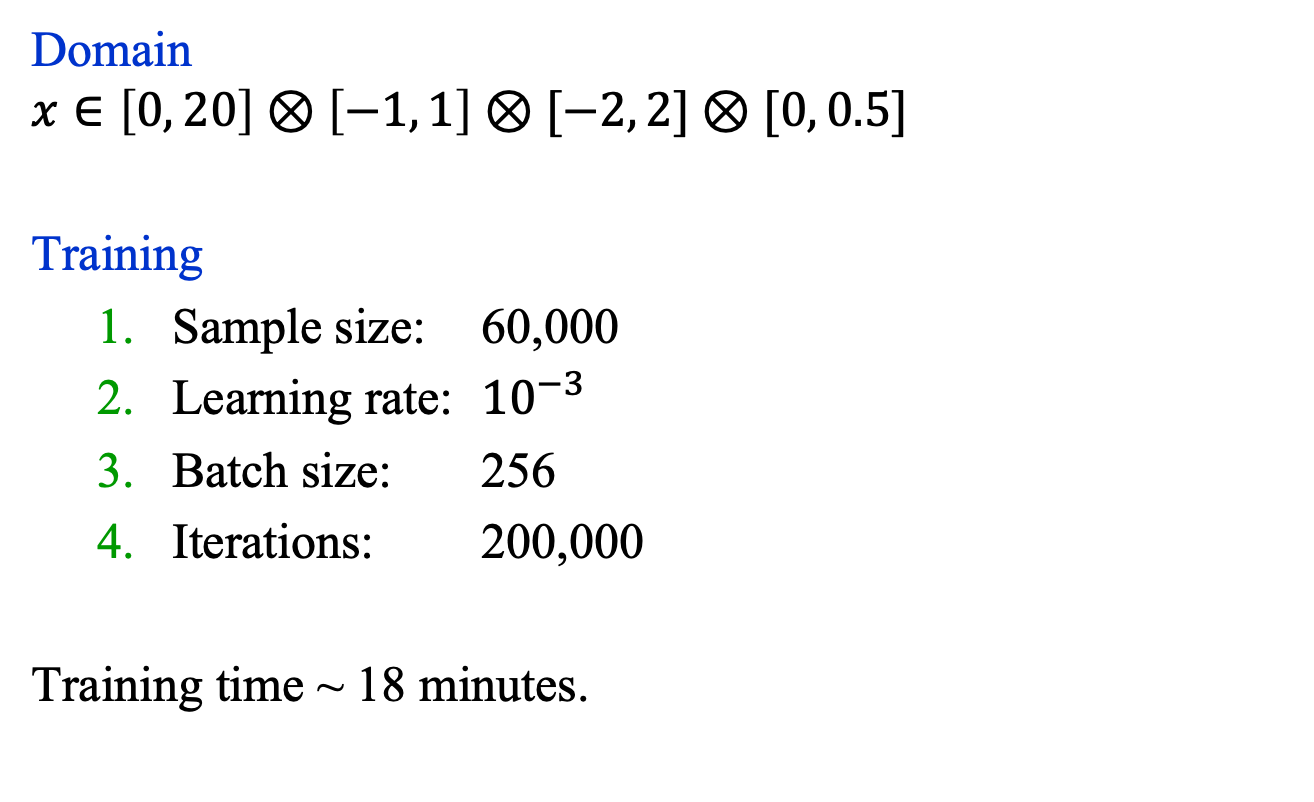 Domain
x ∈ [0, 20] ⊗ [−1, 1] ⊗ [−2, 2] ⊗ [0, 0.5]
Training
1. Sample size: 60,000
2. Learning rate: 10⁻³
3. Batch size: 256
4. Iterations: 200,000
Training time ~ 18 minutes.